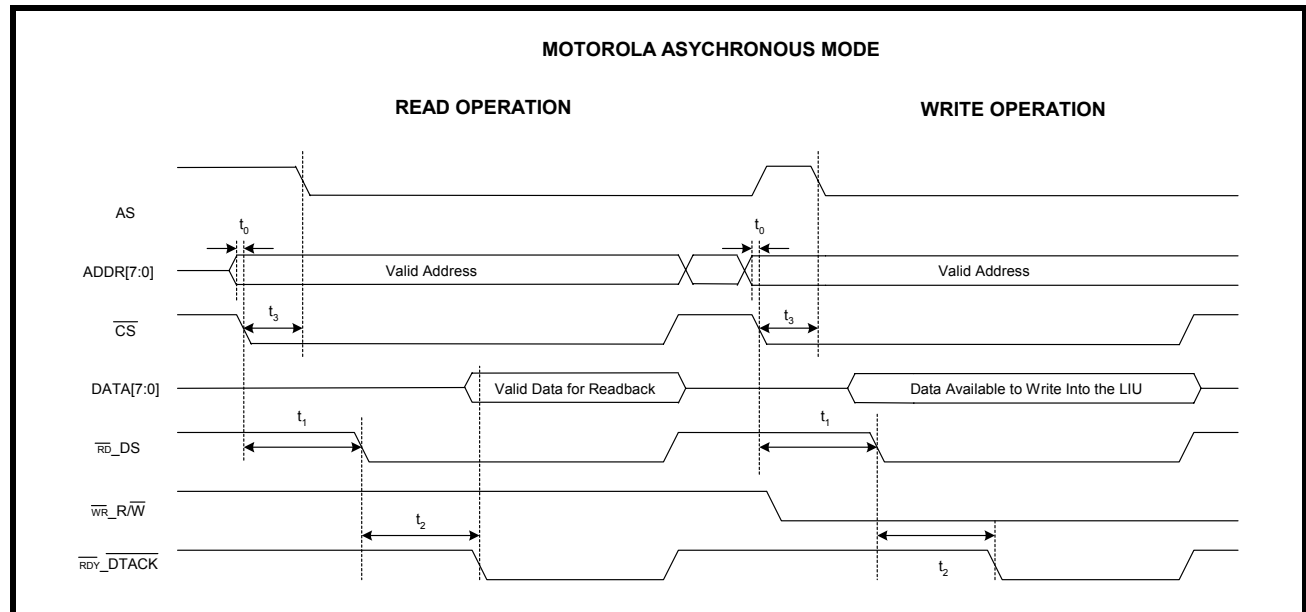 MOTOROLA ASYCHRONOUS MODE
READ OPERATION WRITE OPERATION
AS
t0 t0
ADDR[7:0] Valid Address Valid Address
CS t3 t3
DATA[7:0] Valid Data for Readback Data Available to Write Into the LIU
t1 t1
RD_DS
WR_R/W
t2 t2
RDY_DTACK